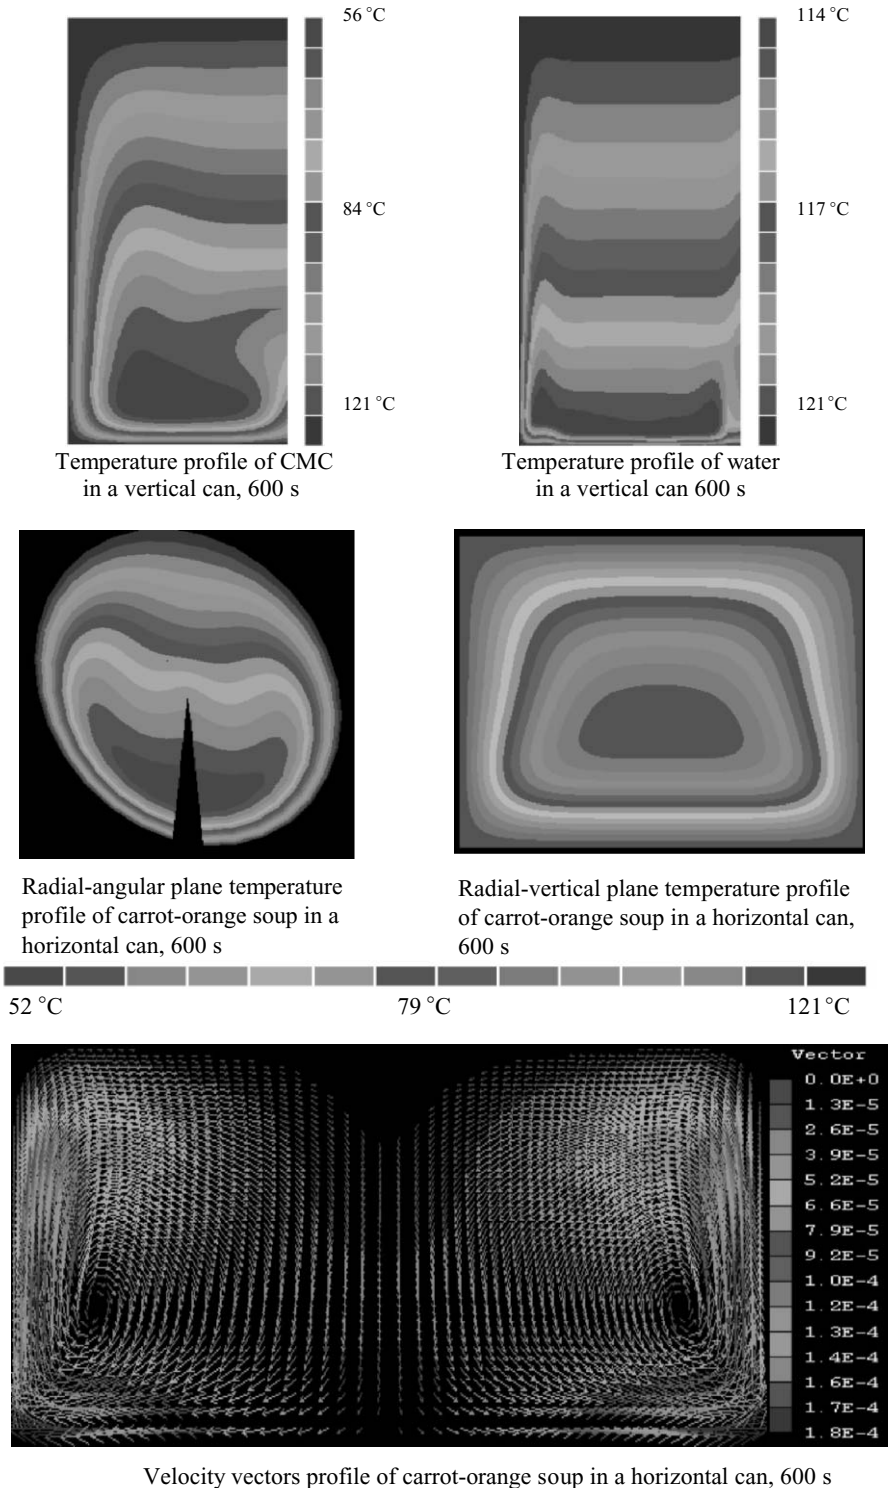 56 °C
84 °C
121 °C
Temperature profile of CMC
in a vertical can, 600 s
114 °C
117 °C
121 °C
Temperature profile of water
in a vertical can 600 s
Radial-angular plane temperature
profile of carrot-orange soup in a
horizontal can, 600 s
Radial-vertical plane temperature profile
of carrot-orange soup in a horizontal can,
600 s
52 °C
79 °C
121 °C
Vector
0.0E+0
1.3E-5
2.6E-5
3.9E-5
5.2E-5
6.6E-5
7.9E-5
9.2E-5
1.0E-4
1.2E-4
1.3E-4
1.4E-4
1.6E-4
1.7E-4
1.8E-4
Velocity vectors profile of carrot-orange soup in a horizontal can, 600 s